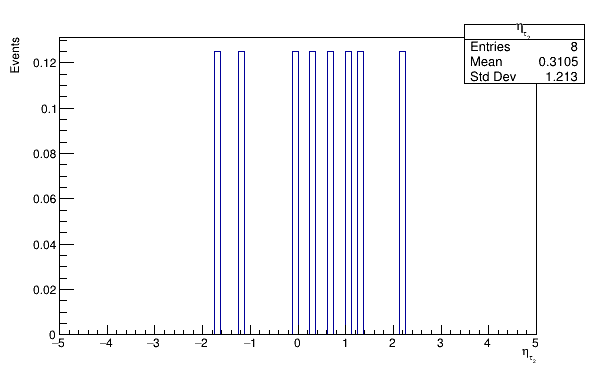 η_τ₂
Entries 8
Mean 0.3105
Std Dev 1.213
Events
0.12
0.1
0.08
0.06
0.04
0.02
0
−5 −4 −3 −2 −1 0 1 2 3 4 5
η_τ₂